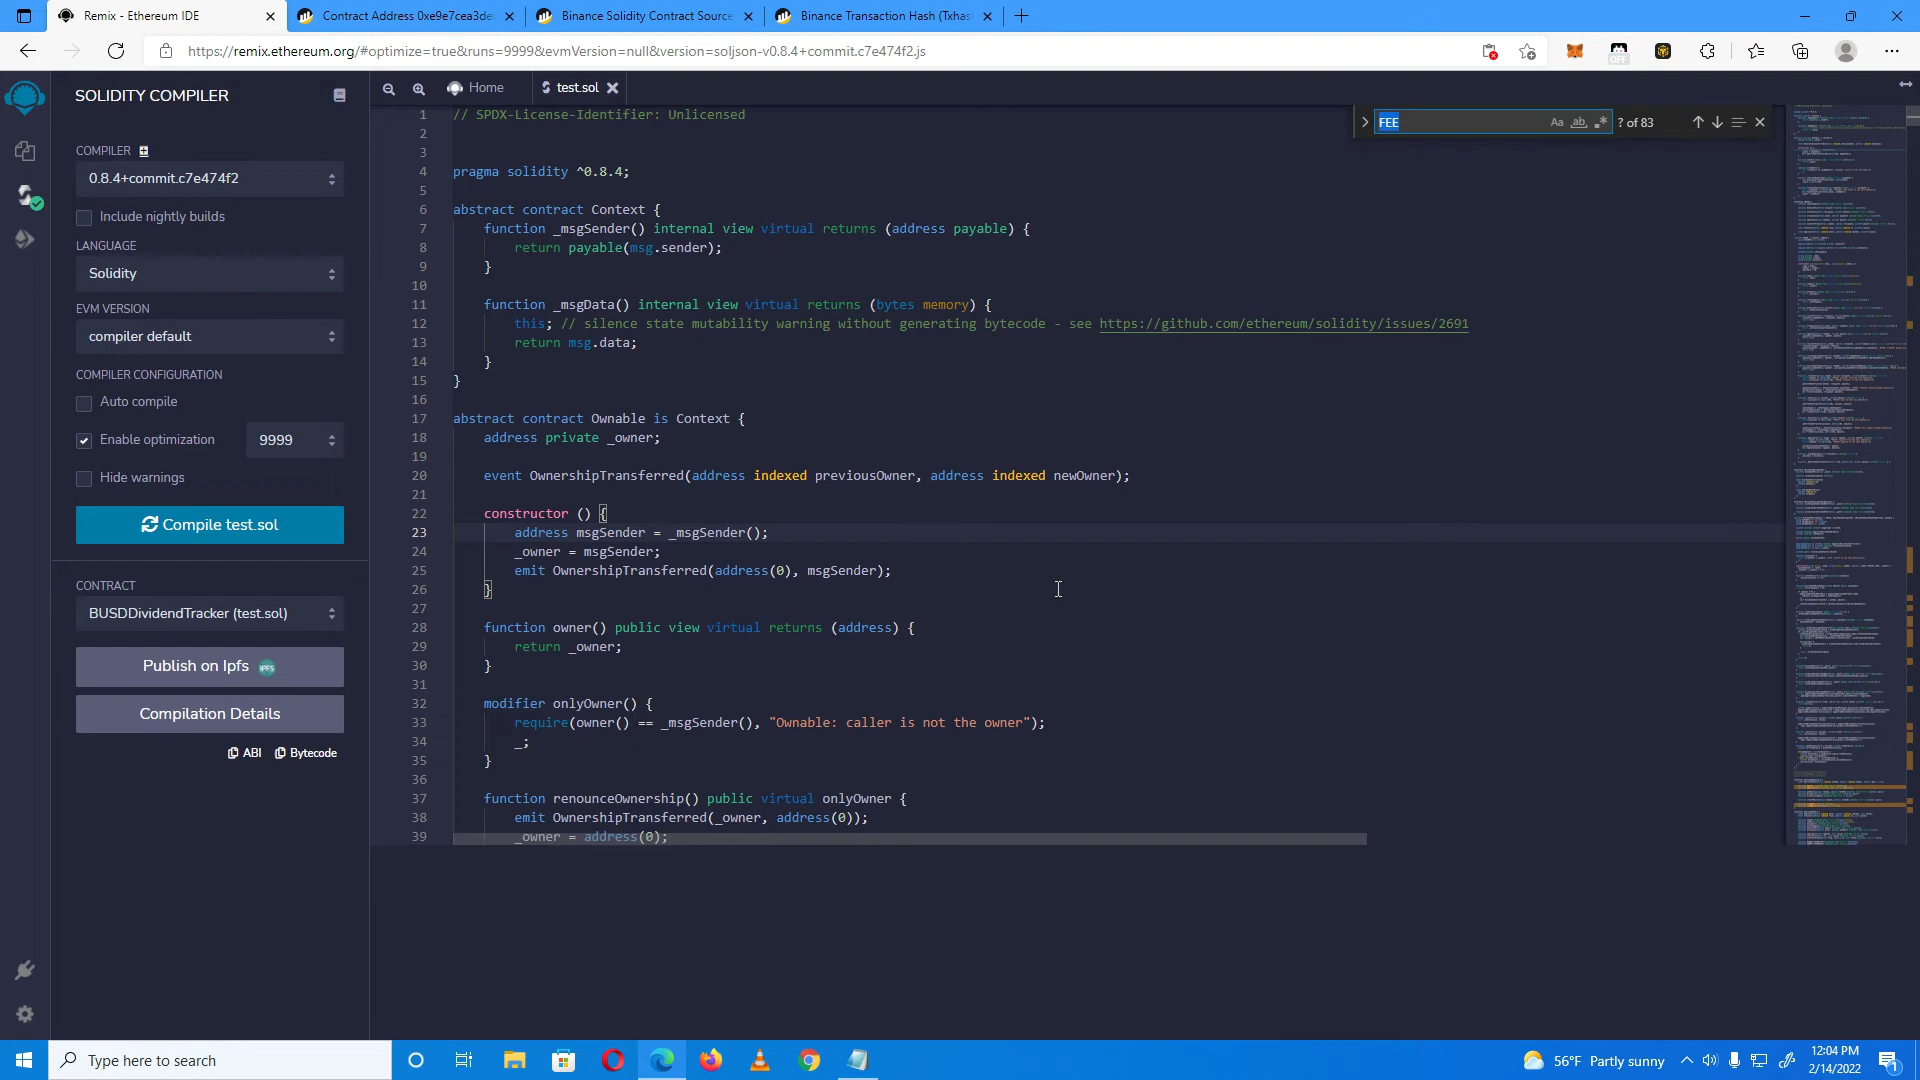 Remix - Ethereum IDE
Contract Address 0xe9e7cea3de
Binance Solidity Contract Source
Binance Transaction Hash (Txhas
https://remix.ethereum.org/#optimize=true&runs=9999&evmVersion=null&version=soljson-v0.8.4+commit.c7e474f2.js
OFF
SOLIDITY COMPILER
COMPILER
0.8.4+commit.c7e474f2
Include nightly builds
LANGUAGE
Solidity
EVM VERSION
compiler default
COMPILER CONFIGURATION
Auto compile
Enable optimization
9999
Hide warnings
Compile test.sol
CONTRACT
BUSDDividendTracker (test.sol)
Publish on Ipfs
IPFS
Compilation Details
ABI
Bytecode
Home
test.sol
FEE
Aa
ab
? of 83
1 // SPDX-License-Identifier: Unlicensed
2
3
4 pragma solidity ^0.8.4;
5
6 abstract contract Context {
7 function _msgSender() internal view virtual returns (address payable) {
8 return payable(msg.sender);
9 }
10
11 function _msgData() internal view virtual returns (bytes memory) {
12 this; // silence state mutability warning without generating bytecode - see https://github.com/ethereum/solidity/issues/2691
13 return msg.data;
14 }
15 }
16
17 abstract contract Ownable is Context {
18 address private _owner;
19
20 event OwnershipTransferred(address indexed previousOwner, address indexed newOwner);
21
22 constructor () {
23 address msgSender = _msgSender();
24 _owner = msgSender;
25 emit OwnershipTransferred(address(0), msgSender);
26 }
27
28 function owner() public view virtual returns (address) {
29 return _owner;
30 }
31
32 modifier onlyOwner() {
33 require(owner() == _msgSender(), "Ownable: caller is not the owner");
34 _;
35 }
36
37 function renounceOwnership() public virtual onlyOwner {
38 emit OwnershipTransferred(_owner, address(0));
39 _owner = address(0);
Type here to search
56°F Partly sunny
12:04 PM
2/14/2022
1